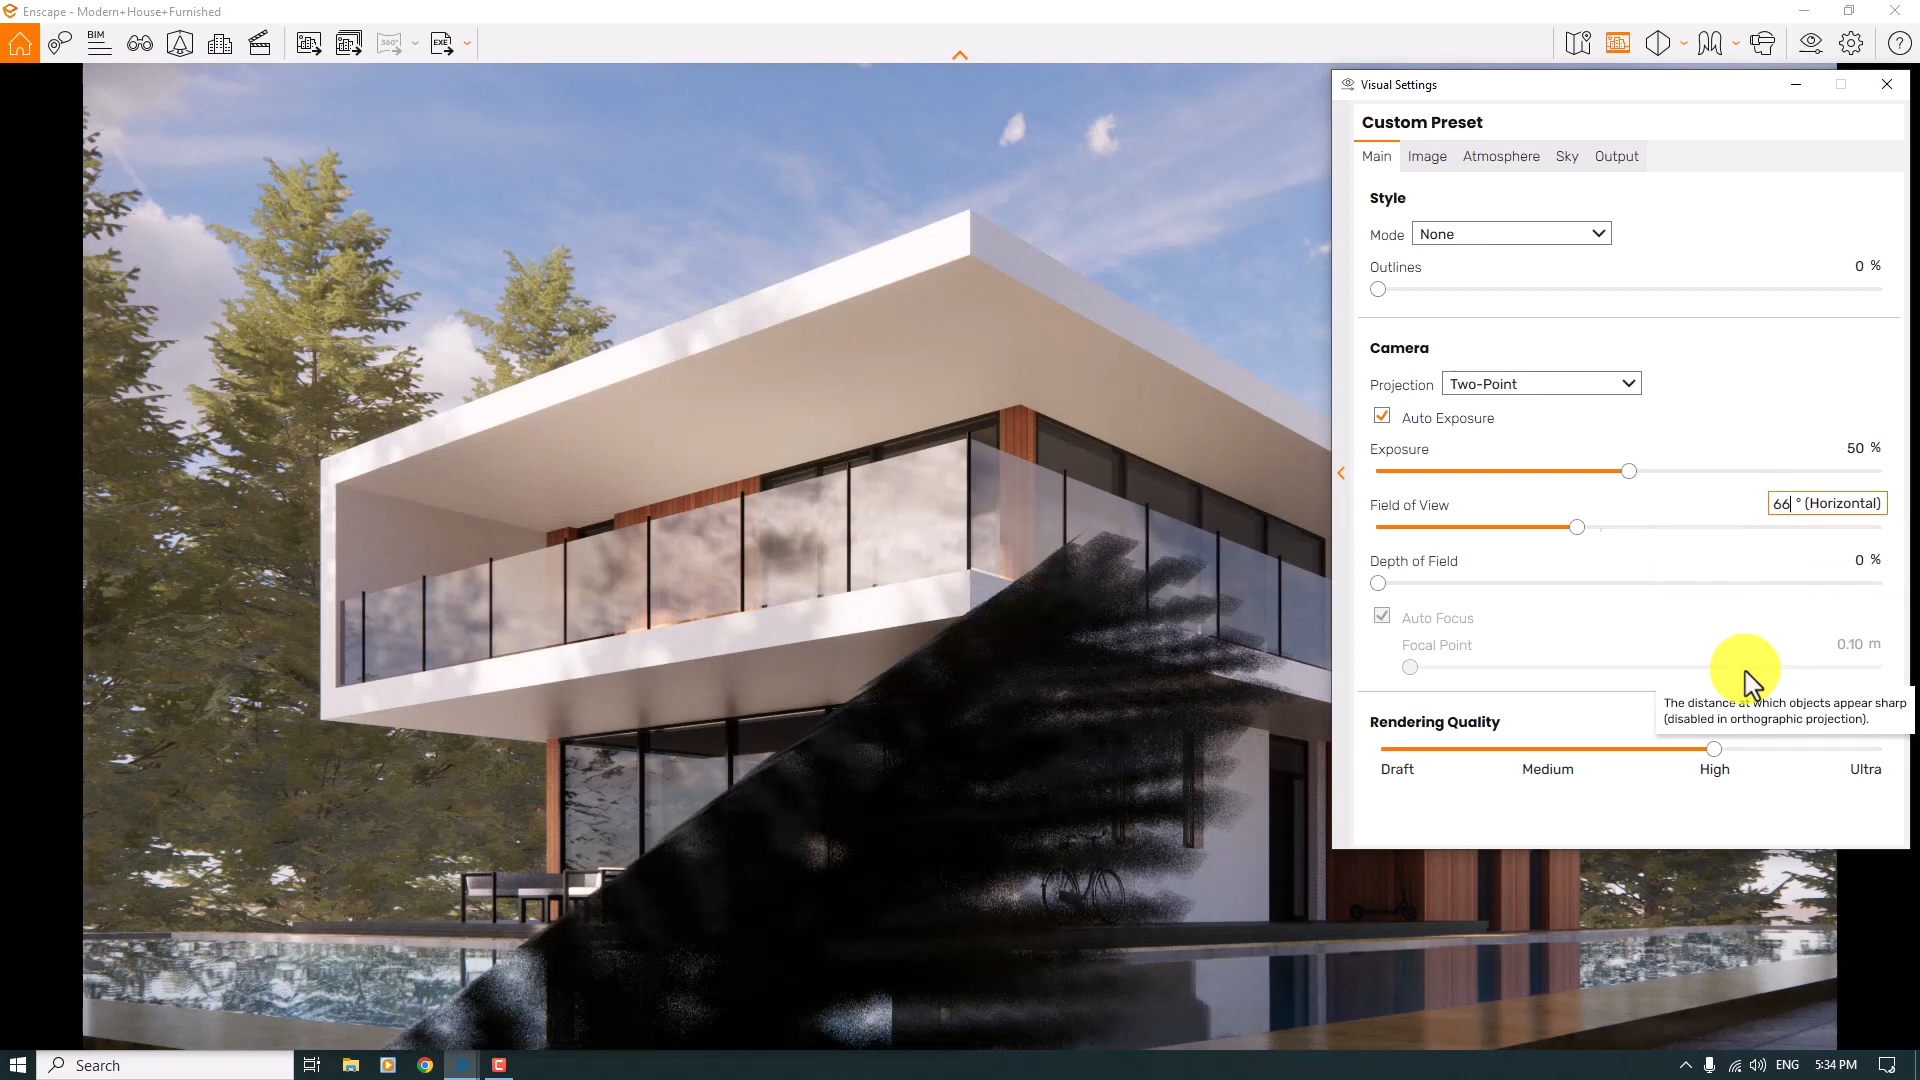 Enscape - Modern+House+Furnished
BIM
360°
EXE
Visual Settings
Custom Preset
Main Image Atmosphere Sky Output
Style
Mode None
Outlines 0 %
Camera
Projection Two-Point
Auto Exposure
Exposure 50 %
Field of View 66 ° (Horizontal)
Depth of Field 0 %
Auto Focus
Focal Point 0.10 m
The distance at which objects appear sharp
(disabled in orthographic projection).
Rendering Quality
Draft Medium High Ultra
Search
ENG 5:34 PM